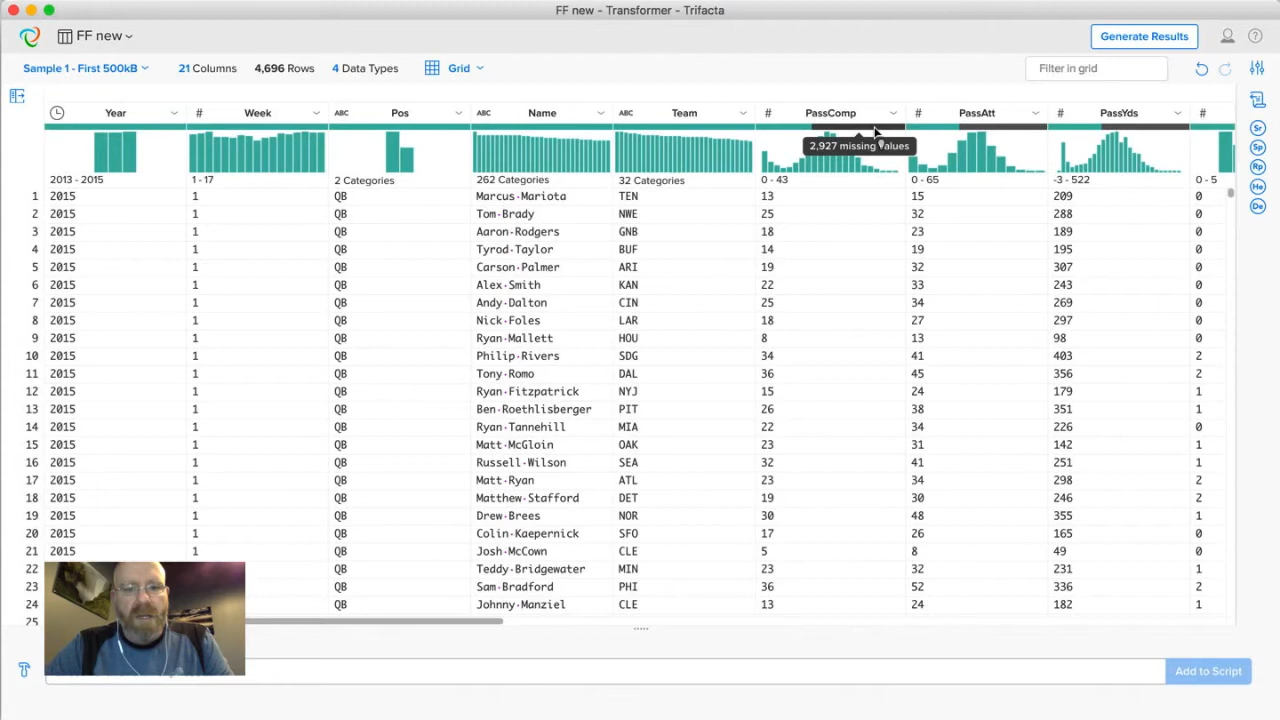 FF new - Transformer - Trifacta
FF new
Generate Results
Sample 1 - First 500kB
21 Columns
4,696 Rows
4 Data Types
Grid
Filter in grid
Year
# Week
ABC Pos
ABC Name
ABC Team
# PassComp
# PassAtt
# PassYds
#
2,927 missing values
2013 - 2015
1 - 17
2 Categories
262 Categories
32 Categories
0 - 43
0 - 65
-3 - 522
0 - 5
Sr
Sp
Rp
He
De
1 2015 1 QB Marcus·Mariota TEN 13 15 209 0
2 2015 1 QB Tom·Brady NWE 25 32 288 0
3 2015 1 QB Aaron·Rodgers GNB 18 23 189 0
4 2015 1 QB Tyrod·Taylor BUF 14 19 195 0
5 2015 1 QB Carson·Palmer ARI 19 32 307 0
6 2015 1 QB Alex·Smith KAN 22 33 243 0
7 2015 1 QB Andy·Dalton CIN 25 34 269 0
8 2015 1 QB Nick·Foles LAR 18 27 297 0
9 2015 1 QB Ryan·Mallett HOU 8 13 98 0
10 2015 1 QB Philip·Rivers SDG 34 41 403 2
11 2015 1 QB Tony·Romo DAL 36 45 356 2
12 2015 1 QB Ryan·Fitzpatrick NYJ 15 24 179 1
13 2015 1 QB Ben·Roethlisberger PIT 26 38 351 1
14 2015 1 QB Ryan·Tannehill MIA 22 34 226 0
15 2015 1 QB Matt·McGloin OAK 23 31 142 1
16 2015 1 QB Russell·Wilson SEA 32 41 251 1
17 2015 1 QB Matt·Ryan ATL 23 34 298 2
18 2015 1 QB Matthew·Stafford DET 19 30 246 2
19 2015 1 QB Drew·Brees NOR 30 48 355 1
20 2015 1 QB Colin·Kaepernick SFO 17 26 165 0
21 2015 1 QB Josh·McCown CLE 5 8 49 0
22 QB Teddy·Bridgewater MIN 23 32 231 1
23 QB Sam·Bradford PHI 36 52 336 2
24 QB Johnny·Manziel CLE 13 24 182 1
25
Add to Script